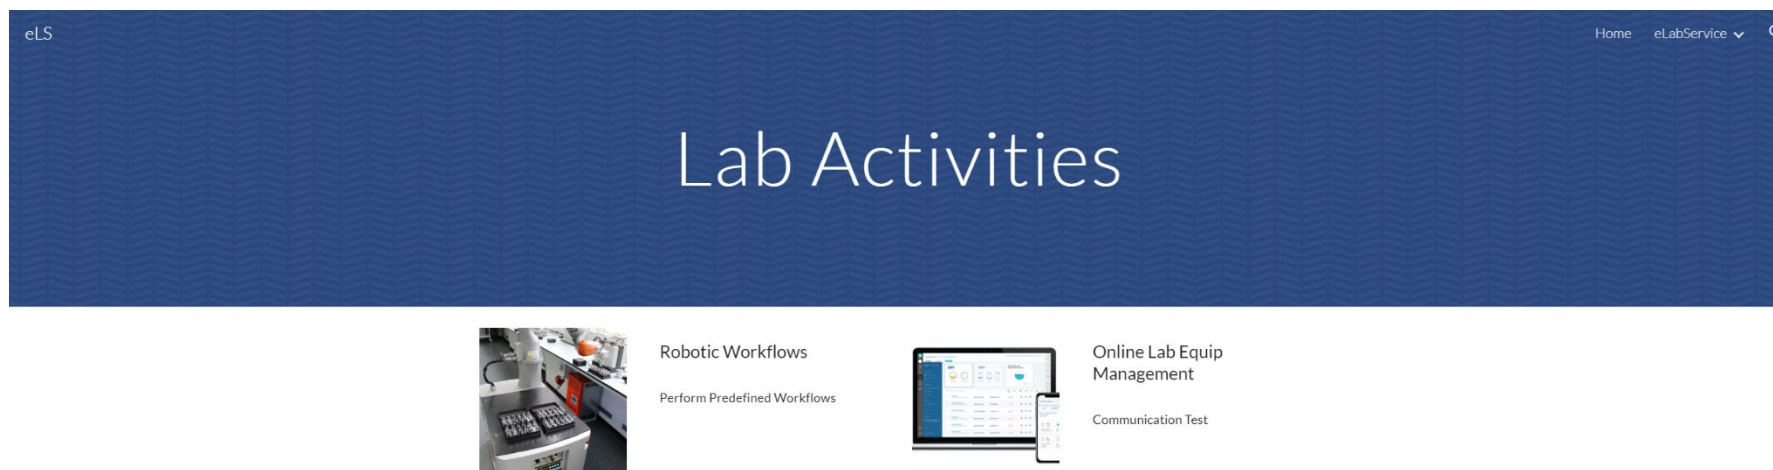 eLS
Home eLabService
Lab Activities
Robotic Workflows
Perform Predefined Workflows
Online Lab Equip
Management
Communication Test